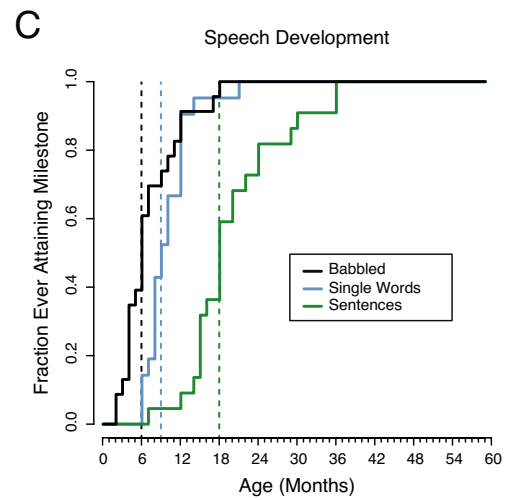 C
Speech Development
Fraction Ever Attaining Milestone
1.0
0.8
0.6
0.4
0.2
0.0
Babbled
Single Words
Sentences
0 6 12 18 24 30 36 42 48 54 60
Age (Months)